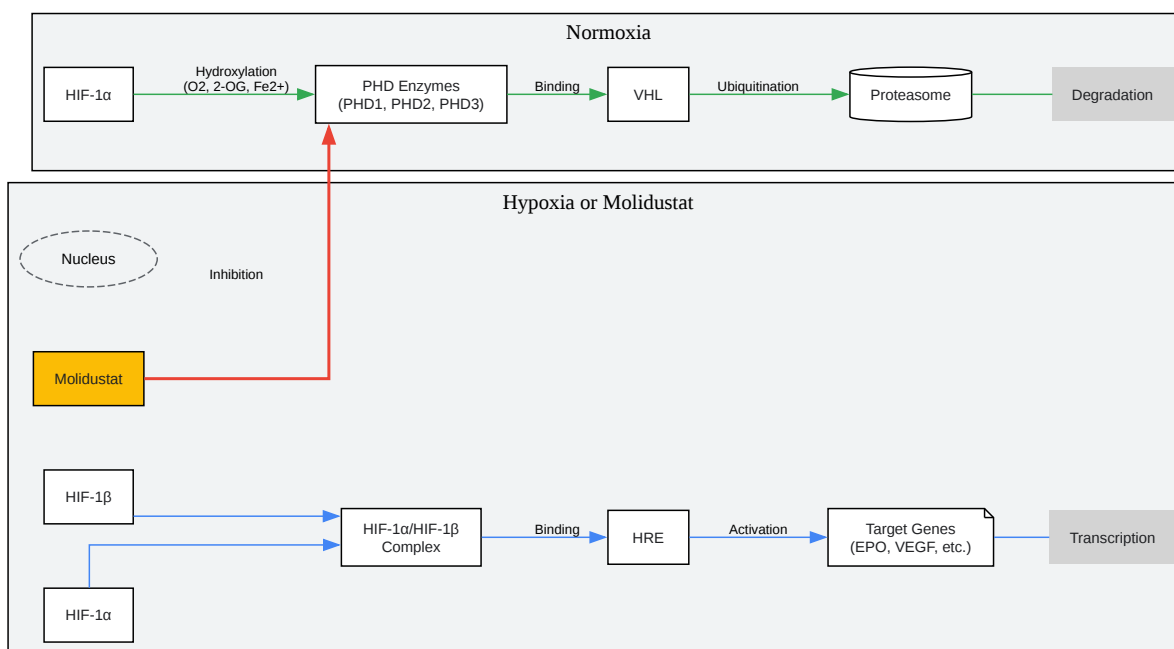 Normoxia
HIF-1α
Hydroxylation
(O2, 2-OG, Fe2+)
PHD Enzymes
(PHD1, PHD2, PHD3)
Binding
VHL
Ubiquitination
Proteasome
Degradation
Hypoxia or Molidustat
Nucleus
Inhibition
Molidustat
HIF-1β
HIF-1α/HIF-1β
Complex
Binding
HRE
Activation
Target Genes
(EPO, VEGF, etc.)
Transcription
HIF-1α